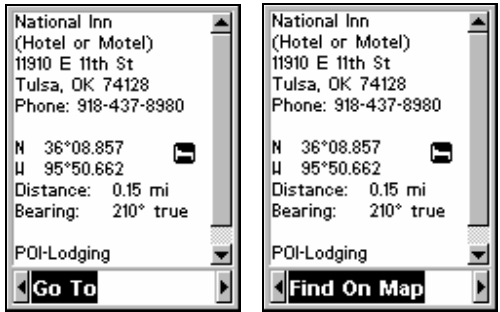 National Inn
(Hotel or Motel)
11910 E 11th St
Tulsa, OK 74128
Phone: 918-437-8980
N 36°08.857
W 95°50.662
Distance: 0.15 mi
Bearing: 210° true
POI-Lodging
Go To
National Inn
(Hotel or Motel)
11910 E 11th St
Tulsa, OK 74128
Phone: 918-437-8980
N 36°08.857
W 95°50.662
Distance: 0.15 mi
Bearing: 210° true
POI-Lodging
Find On Map